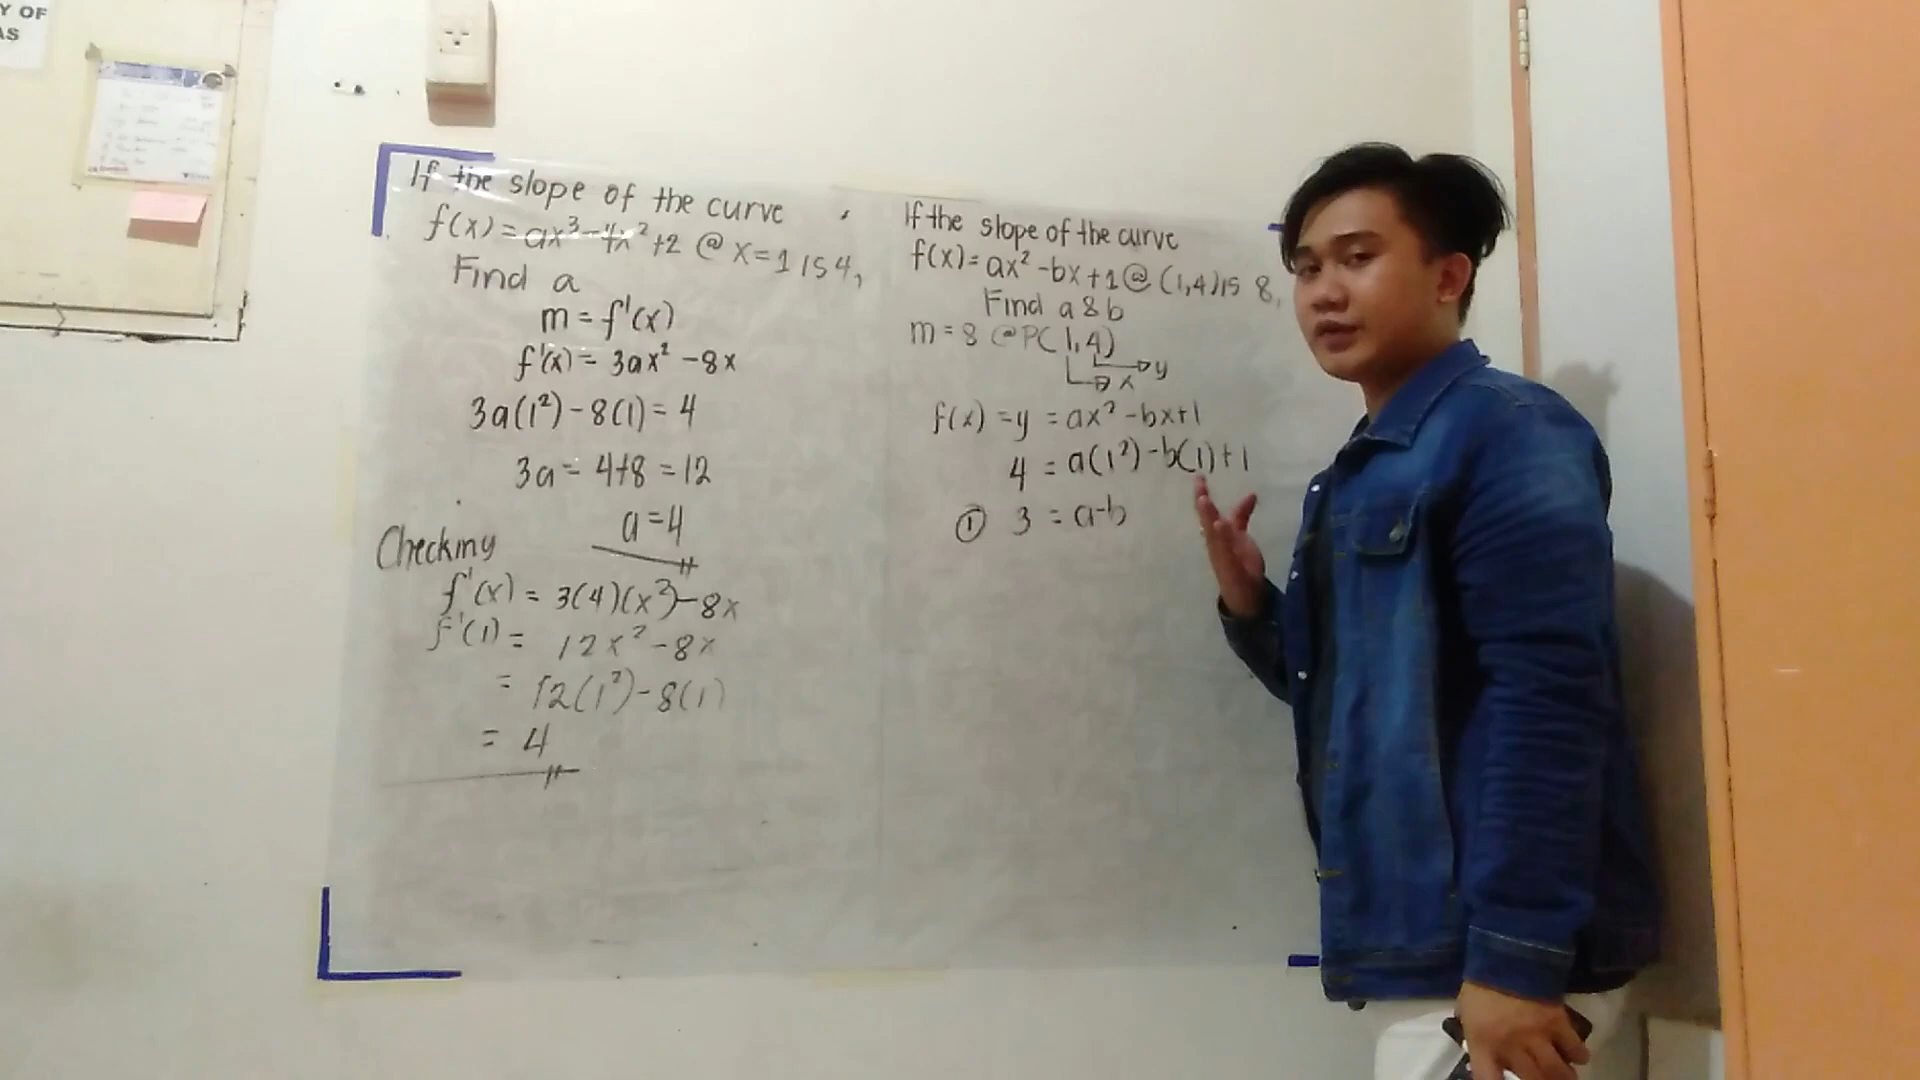 Y OF
AS
If the slope of the curve
f(x) = ax³ - 4x² + 2 @ x = 1 is 4,
Find a
m = f'(x)
f'(x) = 3ax² - 8x
3a(1²) - 8(1) = 4
3a = 4+8 = 12
a = 4
Checking
f'(x) = 3(4)(x²) - 8x
f'(1) = 12x² - 8x
= 12(1²) - 8(1)
= 4
If the slope of the curve
f(x) = ax² - bx + 1 @ (1,4) is 8,
Find a & b
m = 8 @ P(1,4)
y
x
f(x) = y = ax² - bx + 1
4 = a(1²) - b(1) + 1
① 3 = a-b